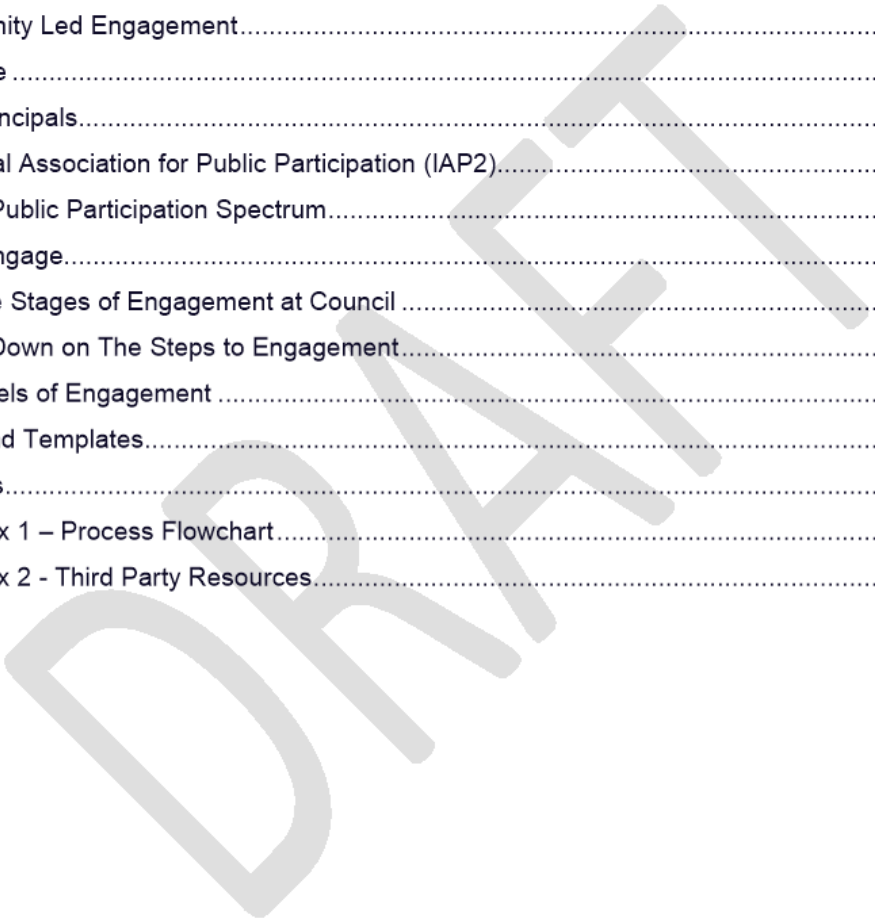 nity Led Engagement
e
ncipals
al Association for Public Participation (IAP2)
Public Participation Spectrum
ngage
e Stages of Engagement at Council
Down on The Steps to Engagement
els of Engagement
nd Templates
s
x 1 – Process Flowchart
x 2 - Third Party Resources
DRAFT